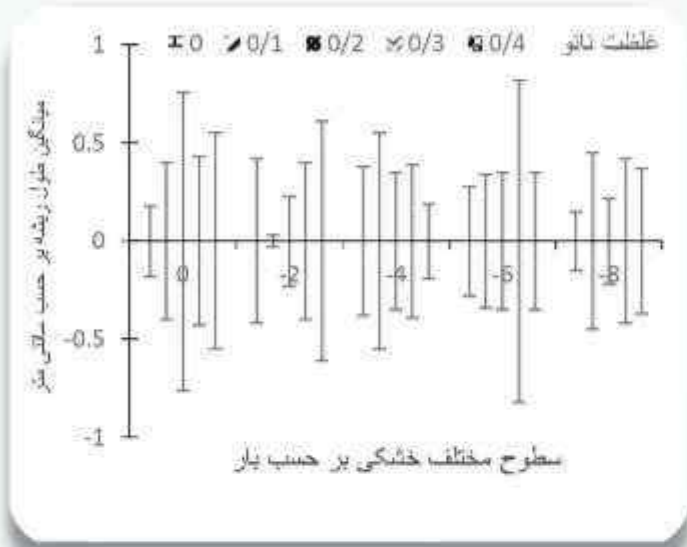 غلظت نانو 0 0/1 0/2 0/3 0/4
میانگین طول ریشه بر حسب سانتی متر
1
0.5
0
-0.5
-1
0 -2 -4 -6 -8
سطوح مختلف خشکی بر حسب بار